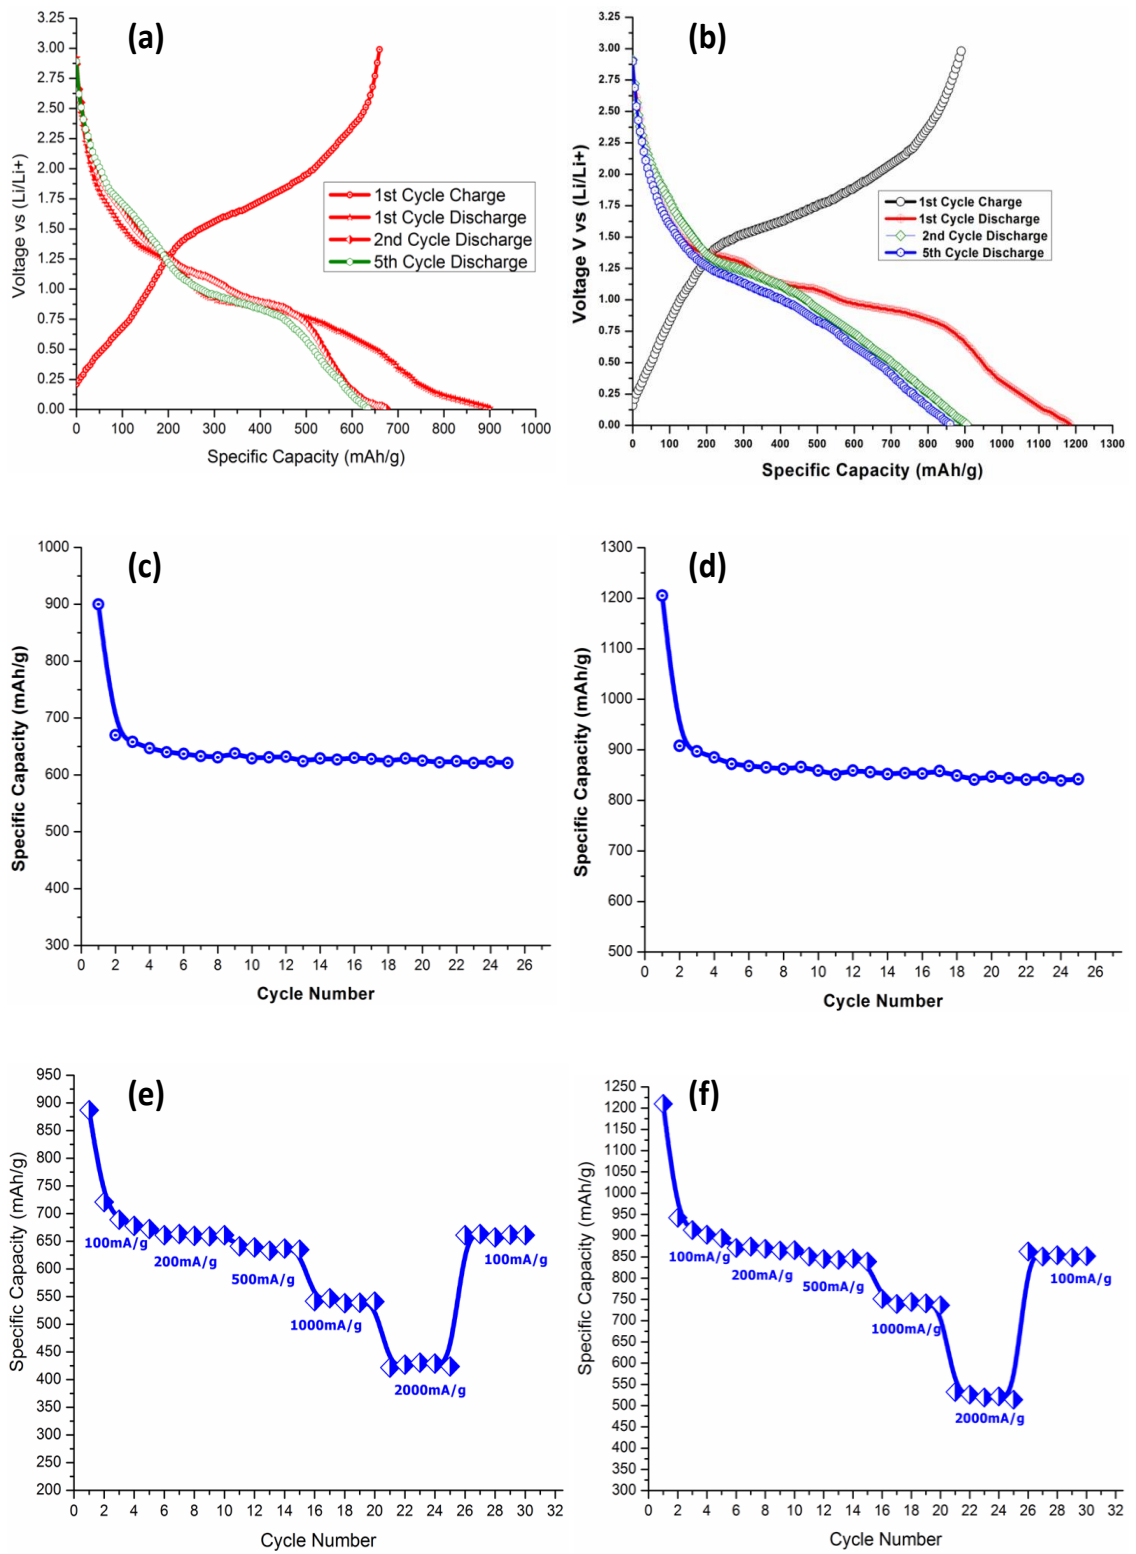 (a)
3.25
3.00
2.75
2.50
2.25
2.00
1.75
1.50
1.25
1.00
0.75
0.50
0.25
0.00
Voltage vs (Li/Li+)
1st Cycle Charge
1st Cycle Discharge
2nd Cycle Discharge
5th Cycle Discharge
0 100 200 300 400 500 600 700 800 900 1000
Specific Capacity (mAh/g)
(b)
3.25
3.00
2.75
2.50
2.25
2.00
1.75
1.50
1.25
1.00
0.75
0.50
0.25
0.00
Voltage V vs (Li/Li+)
1st Cycle Charge
1st Cycle Discharge
2nd Cycle Discharge
5th Cycle Discharge
0 100 200 300 400 500 600 700 800 900 1000 1100 1200 1300
Specific Capacity (mAh/g)
(c)
1000
900
800
700
600
500
400
300
Specific Capacity (mAh/g)
0 2 4 6 8 10 12 14 16 18 20 22 24 26
Cycle Number
(d)
1300
1200
1100
1000
900
800
700
600
500
Specific Capacity (mAh/g)
0 2 4 6 8 10 12 14 16 18 20 22 24 26
Cycle Number
(e)
950
900
850
800
750
700
650
600
550
500
450
400
350
300
250
200
Specific Capacity (mAh/g)
100mA/g
200mA/g
500mA/g
1000mA/g
2000mA/g
100mA/g
0 2 4 6 8 10 12 14 16 18 20 22 24 26 28 30 32
Cycle Number
(f)
1250
1200
1150
1100
1050
1000
950
900
850
800
750
700
650
600
550
500
450
400
350
300
Specific Capacity (mAh/g)
100mA/g
200mA/g
500mA/g
1000mA/g
2000mA/g
100mA/g
0 2 4 6 8 10 12 14 16 18 20 22 24 26 28 30 32
Cycle Number